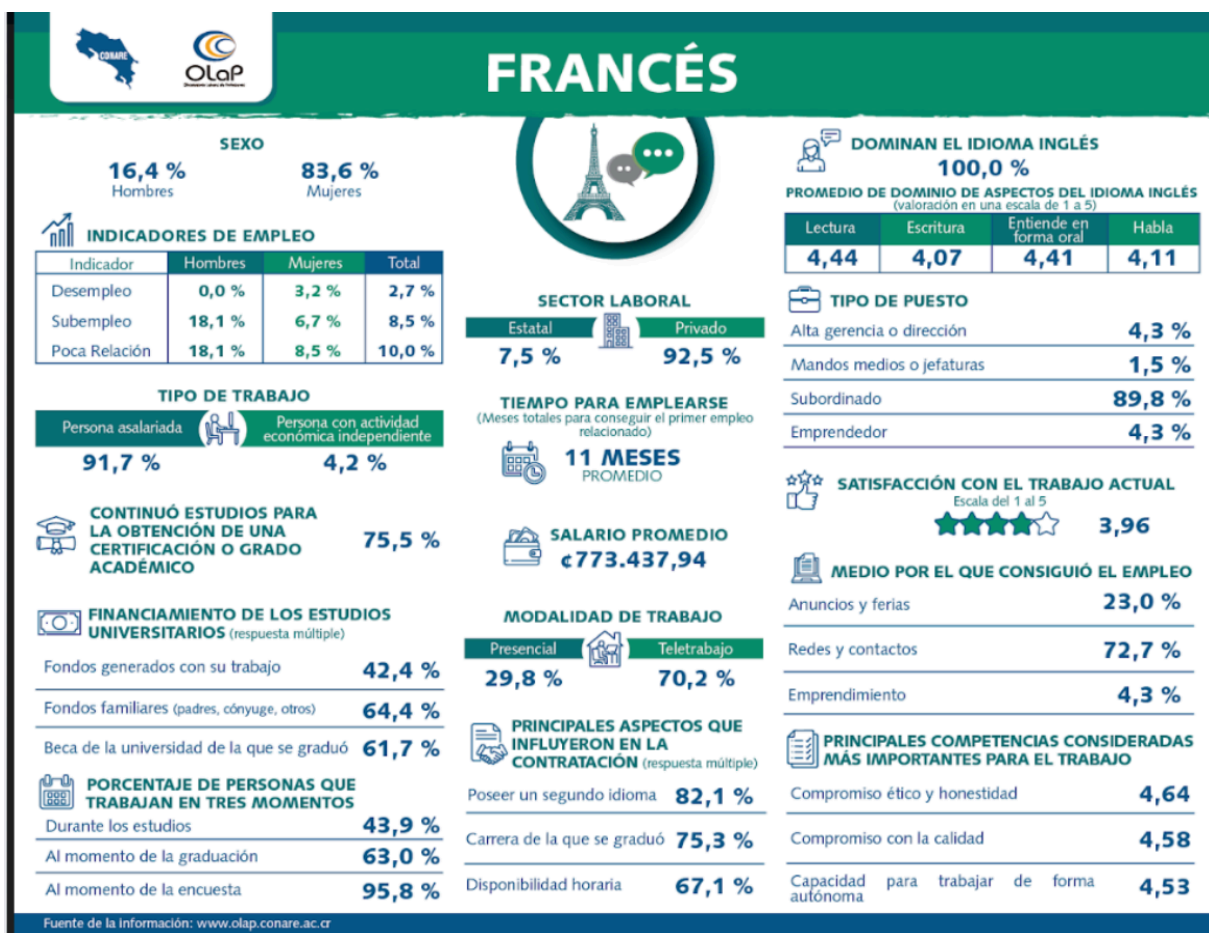 CONARE
OLaP
FRANCÉS
SEXO
16,4 %
Hombres
83,6 %
Mujeres
INDICADORES DE EMPLEO
Indicador Hombres Mujeres Total
Desempleo 0,0 % 3,2 % 2,7 %
Subempleo 18,1 % 6,7 % 8,5 %
Poca Relación 18,1 % 8,5 % 10,0 %
TIPO DE TRABAJO
Persona asalariada
Persona con actividad
económica independiente
91,7 % 4,2 %
CONTINUÓ ESTUDIOS PARA
LA OBTENCIÓN DE UNA
CERTIFICACIÓN O GRADO
ACADÉMICO
75,5 %
FINANCIAMIENTO DE LOS ESTUDIOS
UNIVERSITARIOS (respuesta múltiple)
Fondos generados con su trabajo 42,4 %
Fondos familiares (padres, cónyuge, otros) 64,4 %
Beca de la universidad de la que se graduó 61,7 %
PORCENTAJE DE PERSONAS QUE
TRABAJAN EN TRES MOMENTOS
Durante los estudios 43,9 %
Al momento de la graduación 63,0 %
Al momento de la encuesta 95,8 %
SECTOR LABORAL
Estatal Privado
7,5 % 92,5 %
TIEMPO PARA EMPLEARSE
(Meses totales para conseguir el primer empleo
relacionado)
11 MESES
PROMEDIO
SALARIO PROMEDIO
¢773.437,94
MODALIDAD DE TRABAJO
Presencial Teletrabajo
29,8 % 70,2 %
PRINCIPALES ASPECTOS QUE
INFLUYERON EN LA
CONTRATACIÓN (respuesta múltiple)
Poseer un segundo idioma 82,1 %
Carrera de la que se graduó 75,3 %
Disponibilidad horaria 67,1 %
DOMINAN EL IDIOMA INGLÉS
100,0 %
PROMEDIO DE DOMINIO DE ASPECTOS DEL IDIOMA INGLÉS
(valoración en una escala de 1 a 5)
Lectura Escritura Entiende en
forma oral Habla
4,44 4,07 4,41 4,11
TIPO DE PUESTO
Alta gerencia o dirección 4,3 %
Mandos medios o jefaturas 1,5 %
Subordinado 89,8 %
Emprendedor 4,3 %
SATISFACCIÓN CON EL TRABAJO ACTUAL
Escala del 1 al 5
3,96
MEDIO POR EL QUE CONSIGUIÓ EL EMPLEO
Anuncios y ferias 23,0 %
Redes y contactos 72,7 %
Emprendimiento 4,3 %
PRINCIPALES COMPETENCIAS CONSIDERADAS
MÁS IMPORTANTES PARA EL TRABAJO
Compromiso ético y honestidad 4,64
Compromiso con la calidad 4,58
Capacidad para trabajar de forma
autónoma 4,53
Fuente de la información: www.olap.conare.ac.cr